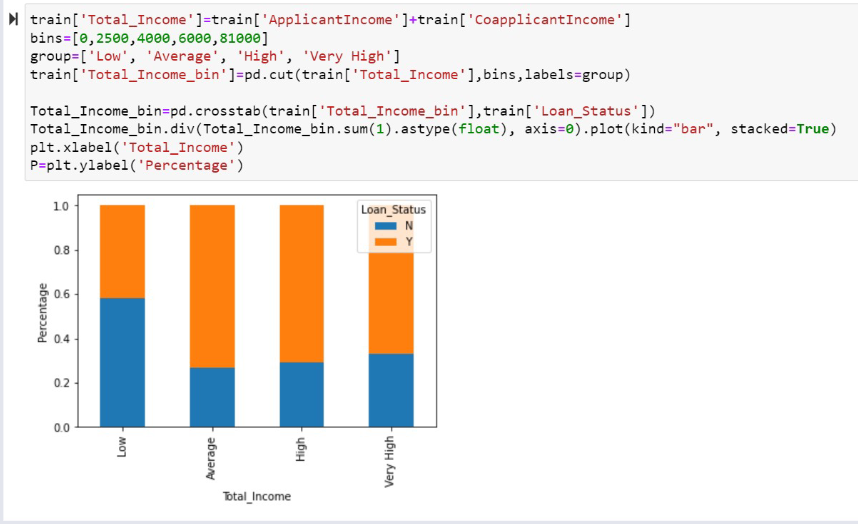 train['Total_Income']=train['ApplicantIncome']+train['CoapplicantIncome']
bins=[0,2500,4000,6000,81000]
group=['Low', 'Average', 'High', 'Very High']
train['Total_Income_bin']=pd.cut(train['Total_Income'],bins,labels=group)
Total_Income_bin=pd.crosstab(train['Total_Income_bin'],train['Loan_Status'])
Total_Income_bin.div(Total_Income_bin.sum(1).astype(float), axis=0).plot(kind="bar", stacked=True)
plt.xlabel('Total_Income')
P=plt.ylabel('Percentage')
Loan_Status
N
Y
1.0
0.8
0.6
0.4
0.2
0.0
Percentage
Low
Average
High
Very High
Total_Income